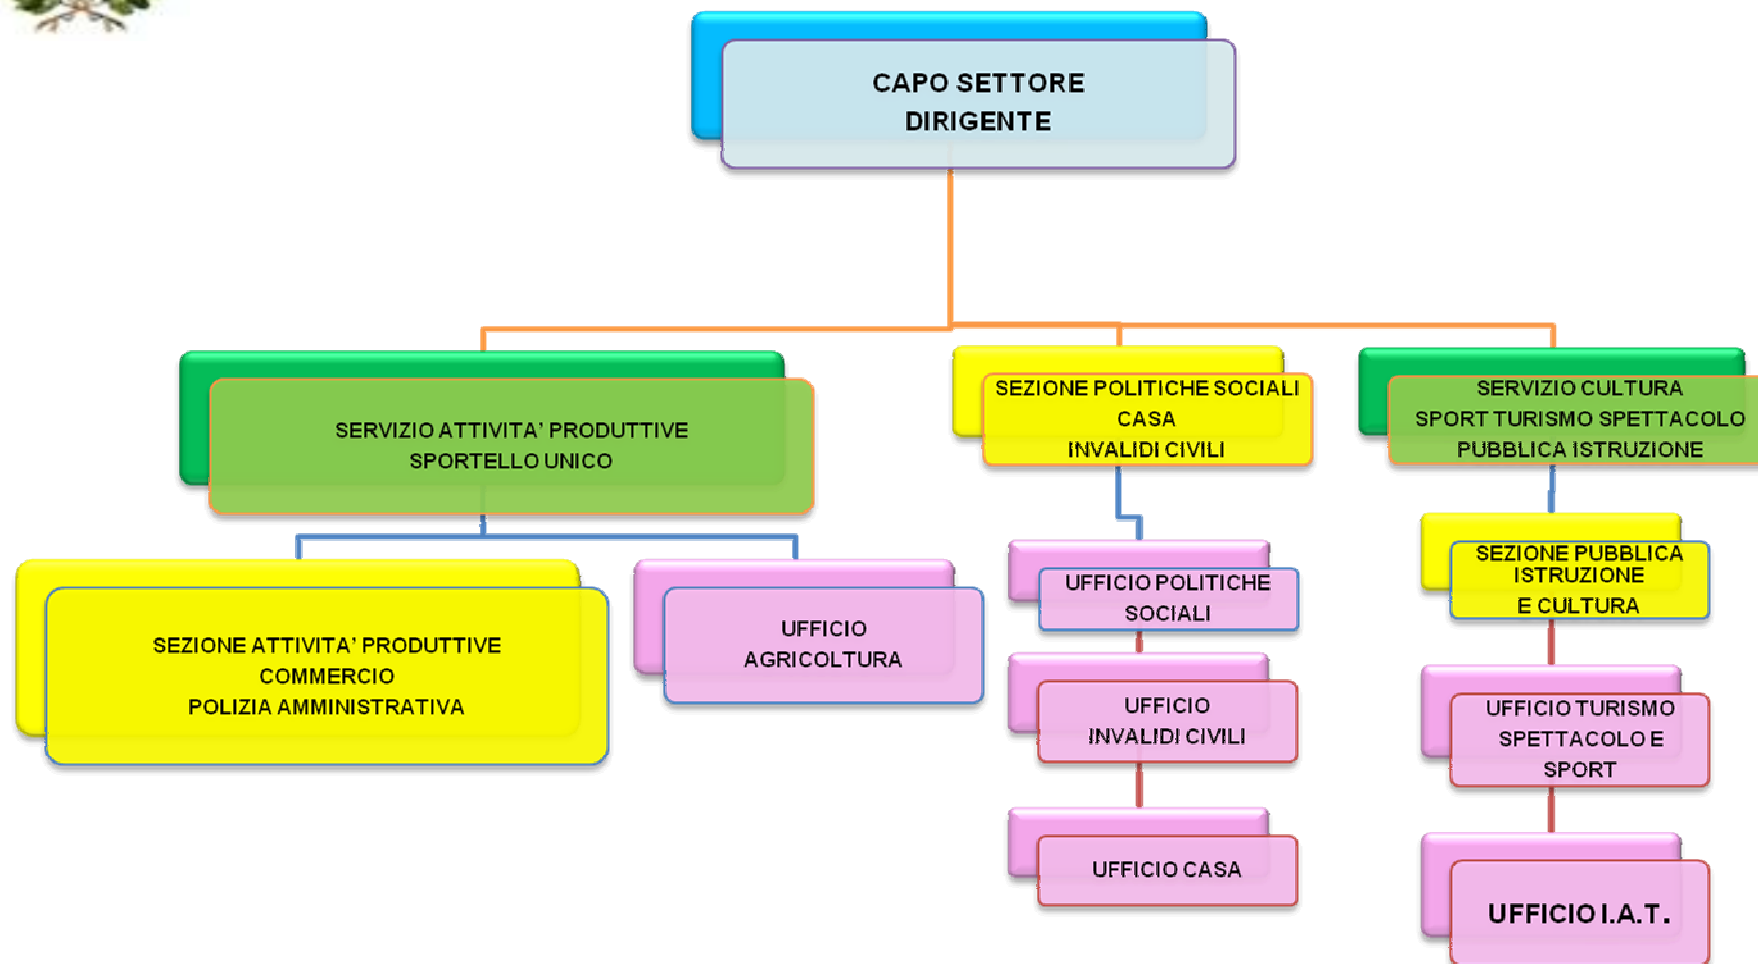 CAPO SETTORE
DIRIGENTE
SERVIZIO ATTIVITA’ PRODUTTIVE
SPORTELLO UNICO
SEZIONE POLITICHE SOCIALI
CASA
INVALIDI CIVILI
SERVIZIO CULTURA
SPORT TURISMO SPETTACOLO
PUBBLICA ISTRUZIONE
SEZIONE ATTIVITA’ PRODUTTIVE
COMMERCIO
POLIZIA AMMINISTRATIVA
UFFICIO
AGRICOLTURA
UFFICIO POLITICHE
SOCIALI
UFFICIO
INVALIDI CIVILI
UFFICIO CASA
SEZIONE PUBBLICA
ISTRUZIONE
E CULTURA
UFFICIO TURISMO
SPETTACOLO E
SPORT
UFFICIO I.A.T.